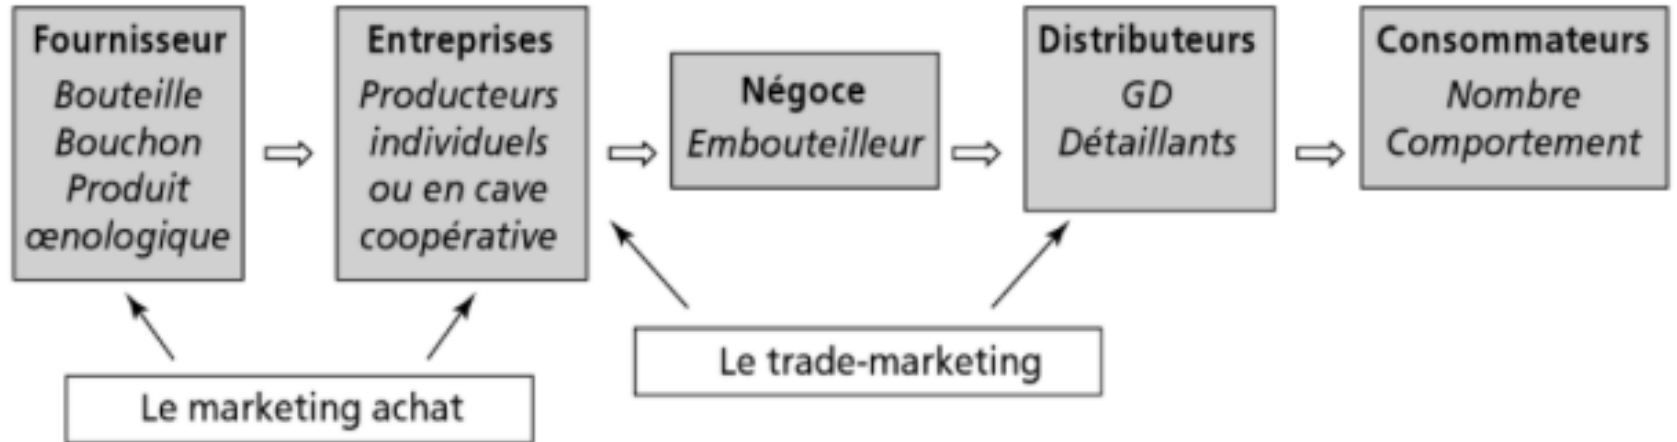 Fournisseur
Bouteille
Bouchon
Produit
œnologique
Entreprises
Producteurs
individuels
ou en cave
coopérative
Négoce
Embouteilleur
Distributeurs
GD
Détaillants
Consommateurs
Nombre
Comportement
Le marketing achat
Le trade-marketing